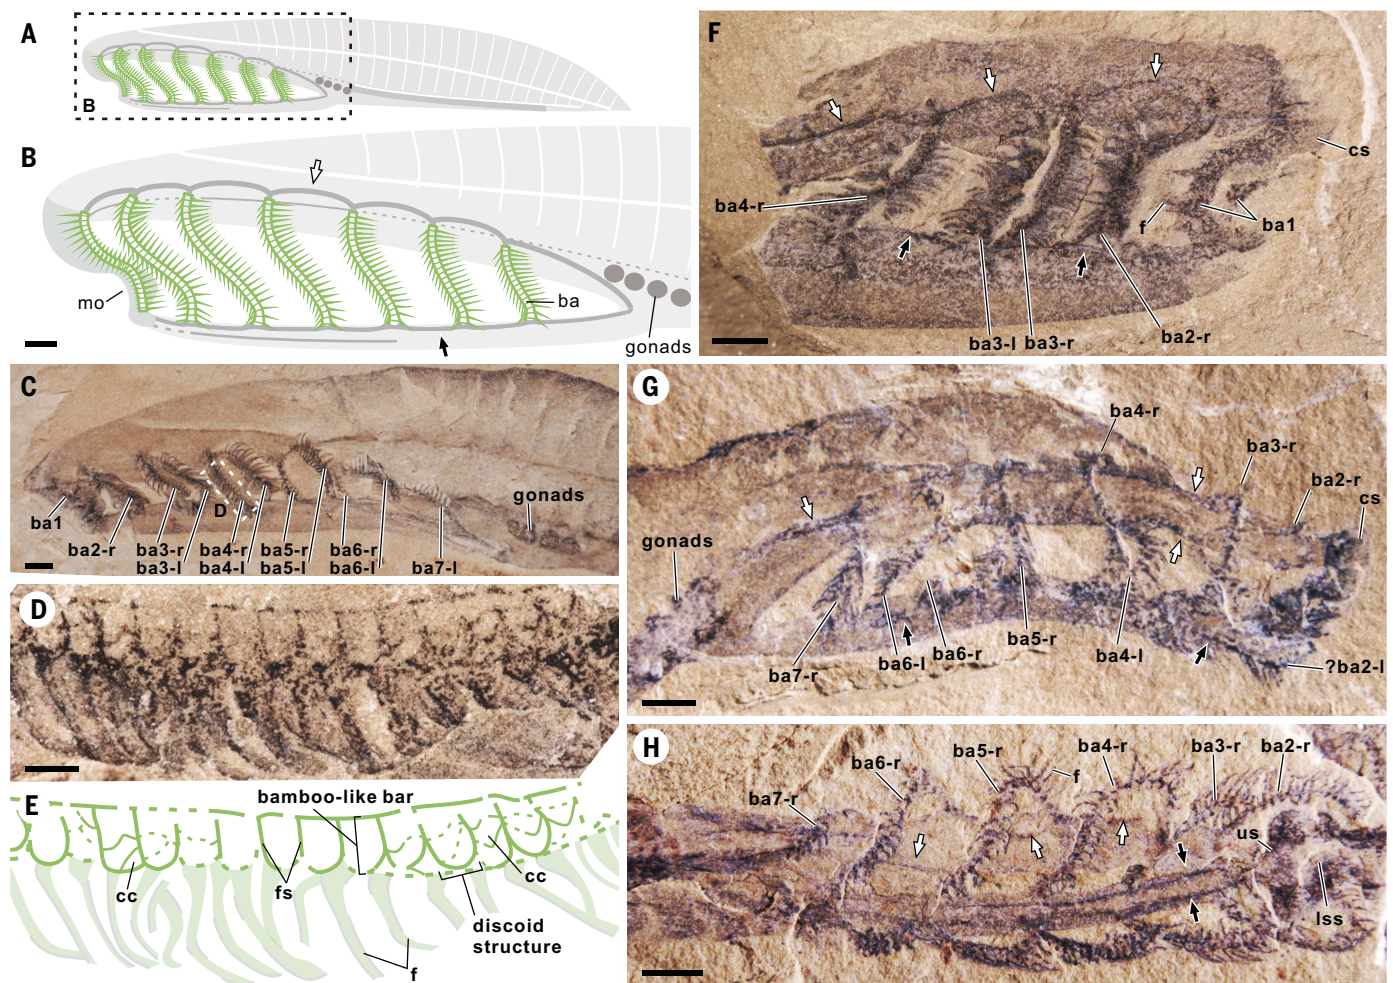 A
B
B
mo
ba
gonads
C
ba1
ba2-r
ba3-r
ba3-l
D
ba4-r
ba4-l
ba5-r
ba5-l
ba6-r
ba6-l
ba7-l
gonads
D
E
bamboo-like bar
cc
fs
cc
discoid
structure
f
F
cs
ba4-r
f
ba1
ba3-l
ba3-r
ba2-r
G
ba4-r
ba3-r
ba2-r
cs
gonads
ba7-r
ba6-l
ba6-r
ba5-r
ba4-l
?ba2-l
H
ba7-r
ba6-r
ba5-r
f
ba4-r
ba3-r
ba2-r
us
lss